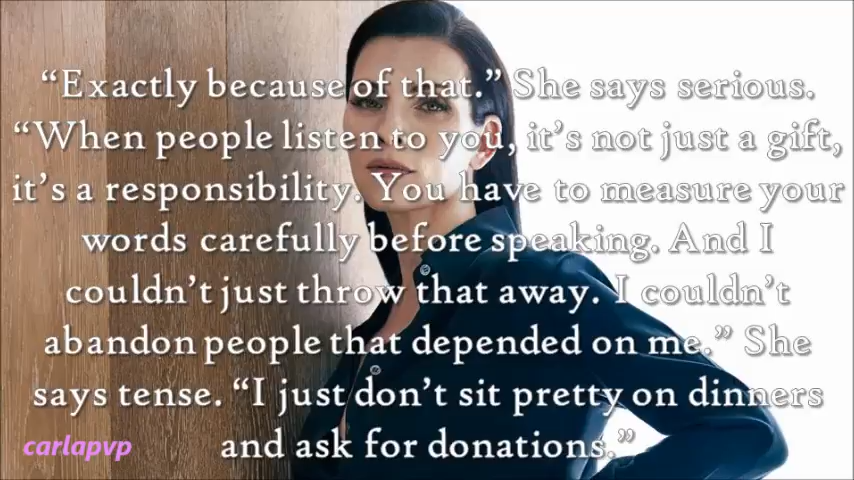 “Exactly because of that.” She says serious.
“When people listen to you, it’s not just a gift,
it’s a responsibility. You have to measure your
words carefully before speaking. And I
couldn’t just throw that away. I couldn’t
abandon people that depended on me.” She
says tense. “I just don’t sit pretty on dinners
and ask for donations.”
carlapvp